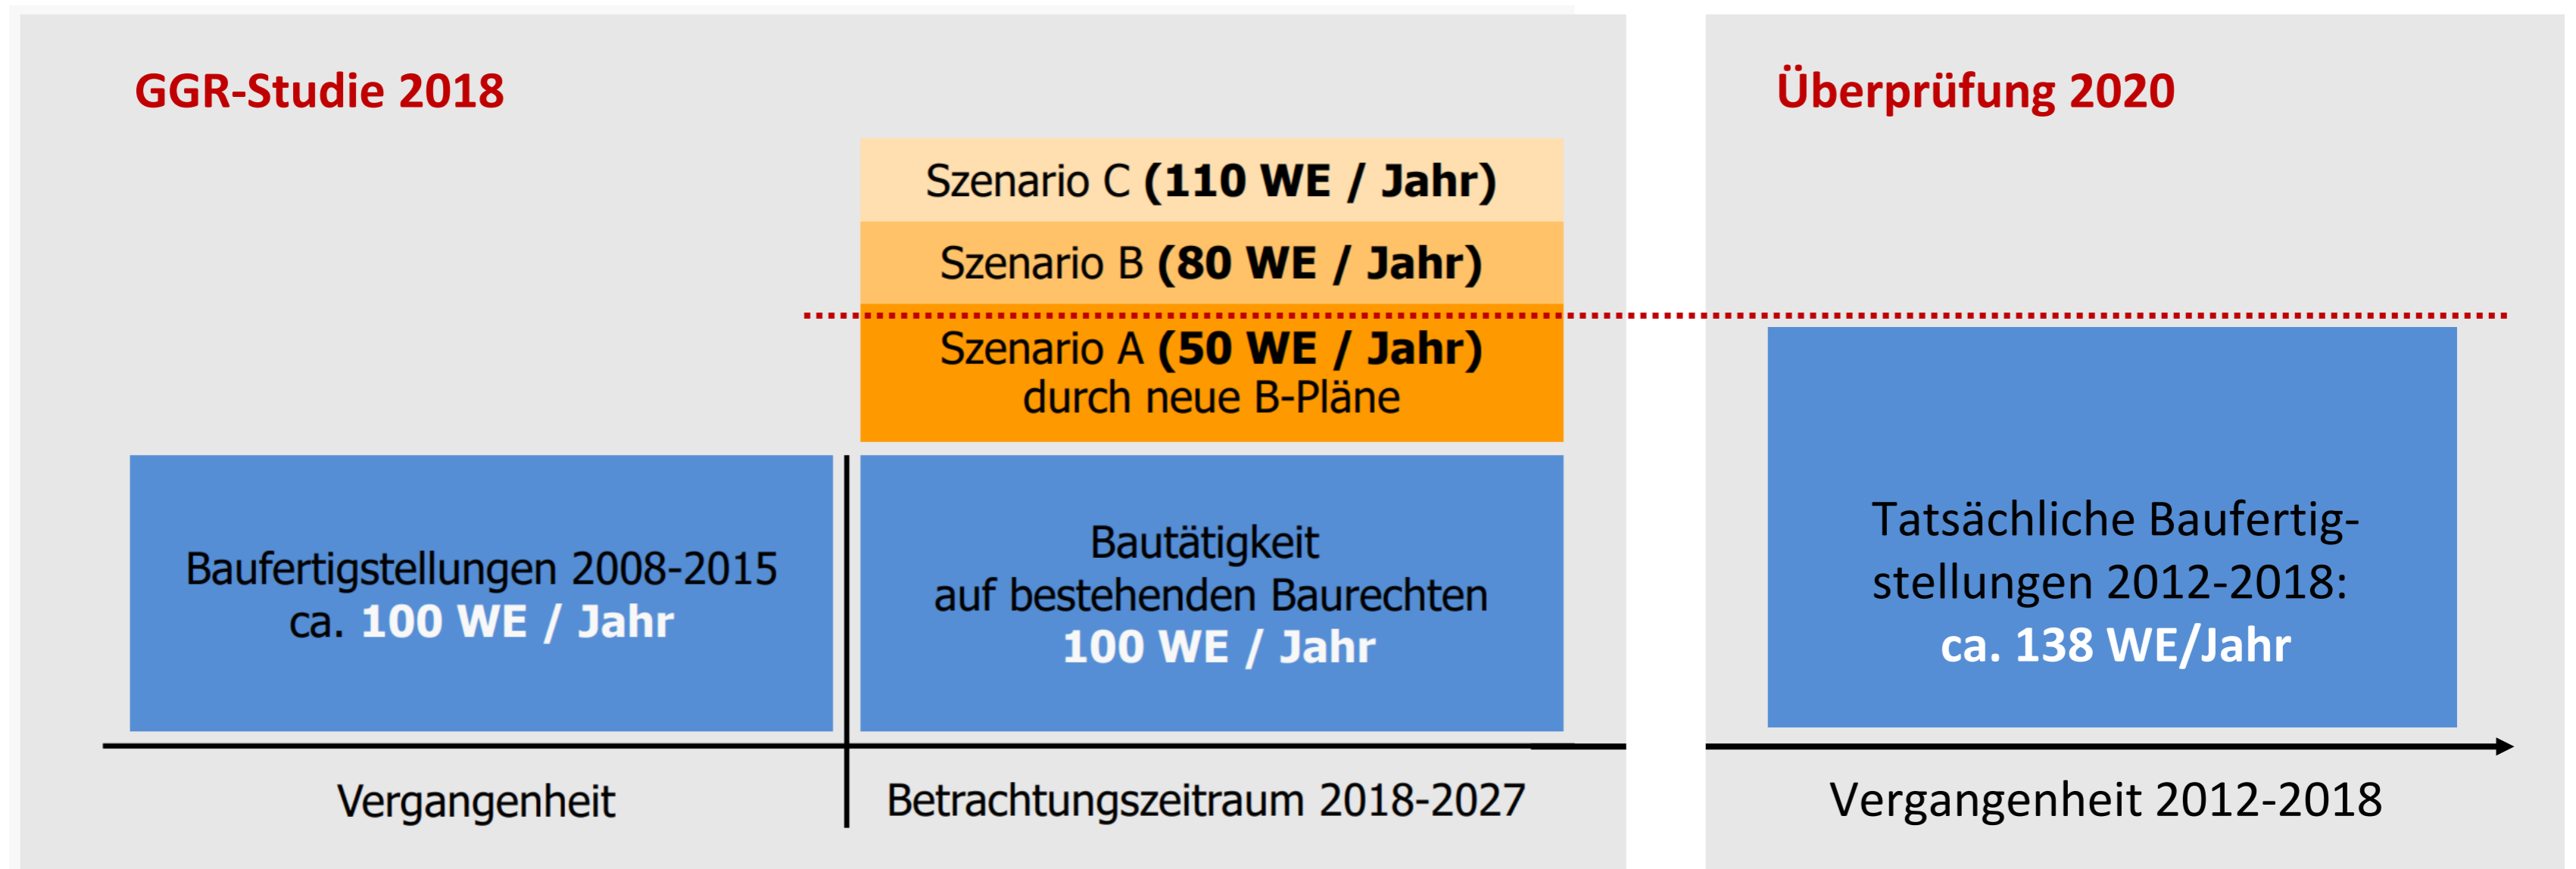 GGR-Studie 2018
Szenario C (110 WE / Jahr)
Szenario B (80 WE / Jahr)
Szenario A (50 WE / Jahr)
durch neue B-Pläne
Baufertigstellungen 2008-2015
ca. 100 WE / Jahr
Bautätigkeit
auf bestehenden Baurechten
100 WE / Jahr
Vergangenheit
Betrachtungszeitraum 2018-2027
Überprüfung 2020
Tatsächliche Baufertig-
stellungen 2012-2018:
ca. 138 WE/Jahr
Vergangenheit 2012-2018